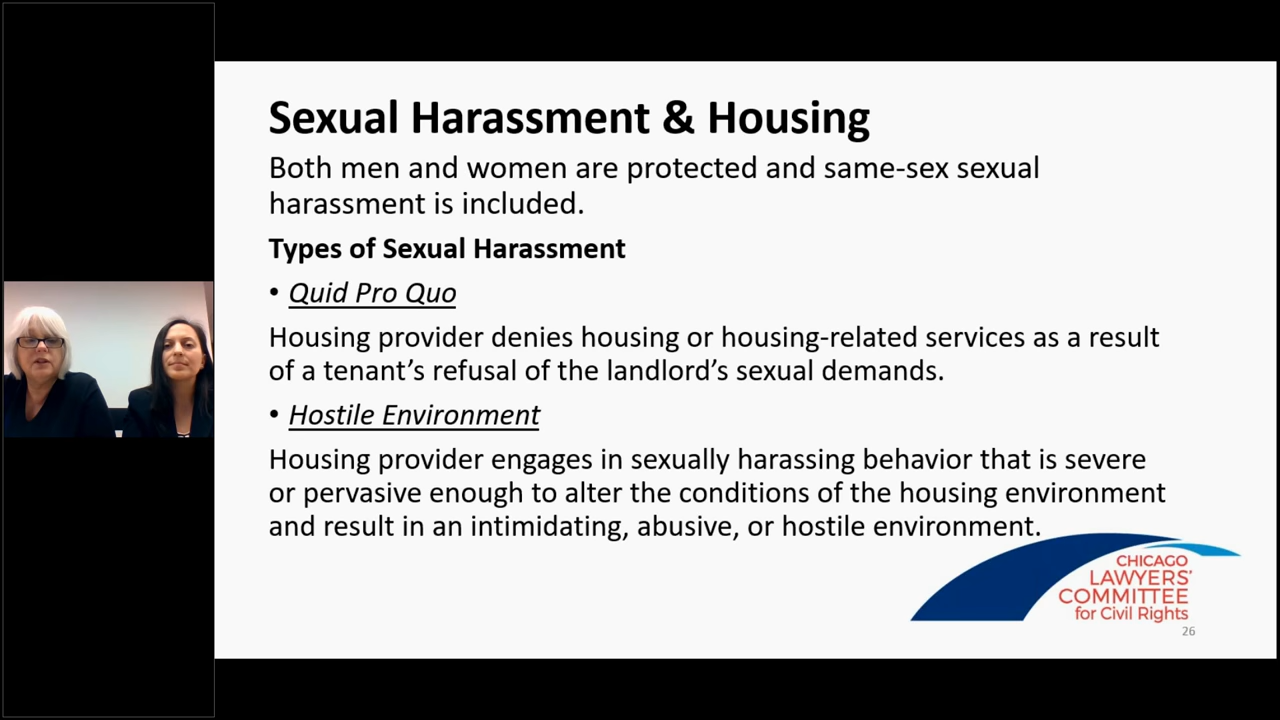 Sexual Harassment & Housing
Both men and women are protected and same-sex sexual
harassment is included.
Types of Sexual Harassment
• Quid Pro Quo
Housing provider denies housing or housing-related services as a result
of a tenant’s refusal of the landlord’s sexual demands.
• Hostile Environment
Housing provider engages in sexually harassing behavior that is severe
or pervasive enough to alter the conditions of the housing environment
and result in an intimidating, abusive, or hostile environment.
CHICAGO
LAWYERS’
COMMITTEE
for Civil Rights
26